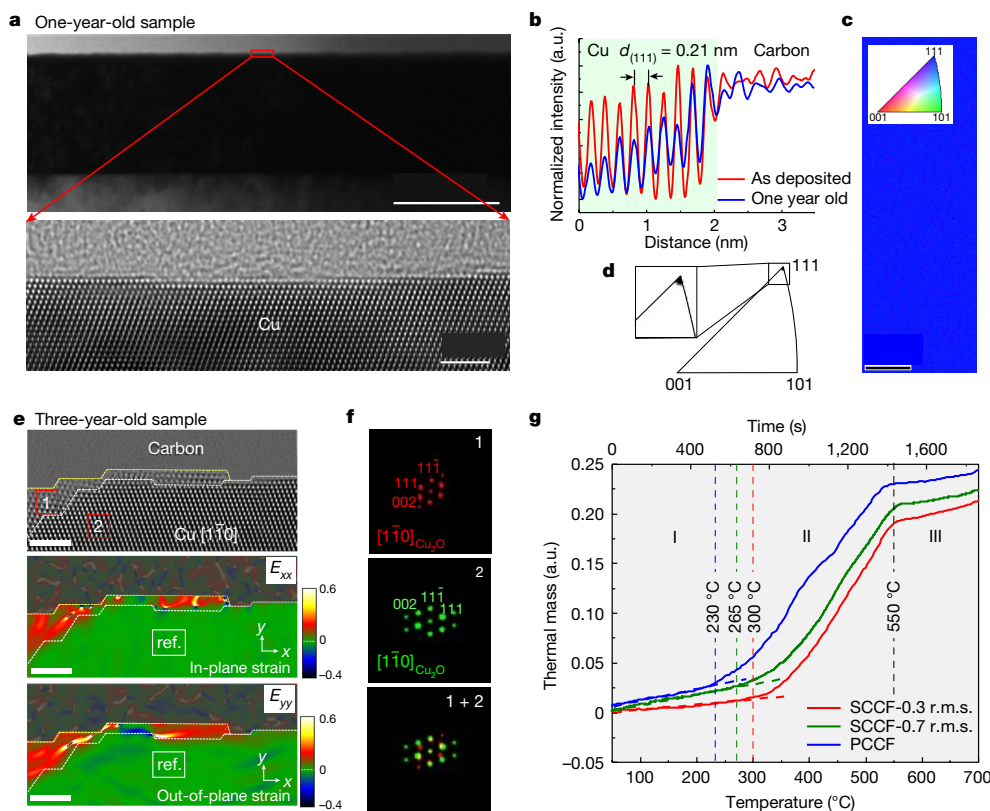 a One-year-old sample
Cu
b
Normalized intensity (a.u.)
Cu d(111) = 0.21 nm Carbon
As deposited
One year old
0 1 2 3
Distance (nm)
c
111
001 101
d
111
001 101
e Three-year-old sample
Carbon
1
2
Cu [11̄0]
Exx
0.6
0
−0.4
ref.
y
x
In-plane strain
Eyy
0.6
0
−0.4
ref.
y
x
Out-of-plane strain
f
1
111̄
111
002
[11̄0]Cu2O
2
002 111̄ 111
[11̄0]Cu2O
1 + 2
g
Time (s)
0 400 800 1,200 1,600
Thermal mass (a.u.)
0.25
0.20
0.15
0.10
0.05
0
−0.05
I II III
230 °C
265 °C
300 °C
550 °C
SCCF-0.3 r.m.s.
SCCF-0.7 r.m.s.
PCCF
100 200 300 400 500 600 700
Temperature (°C)